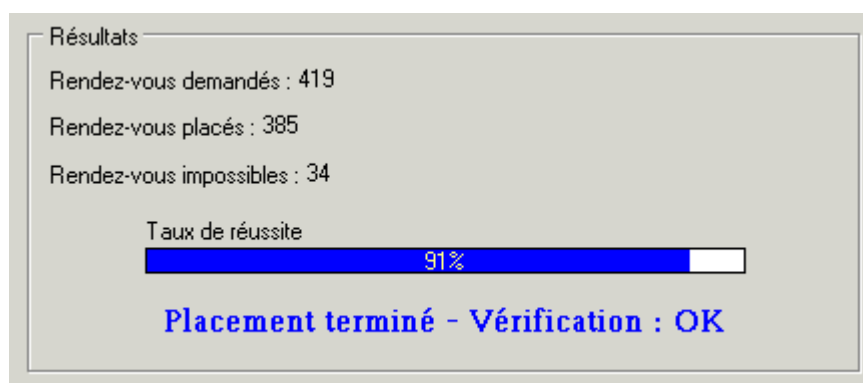 Résultats
Rendez-vous demandés : 419
Rendez-vous placés : 385
Rendez-vous impossibles : 34
Taux de réussite
91%
Placement terminé - Vérification : OK